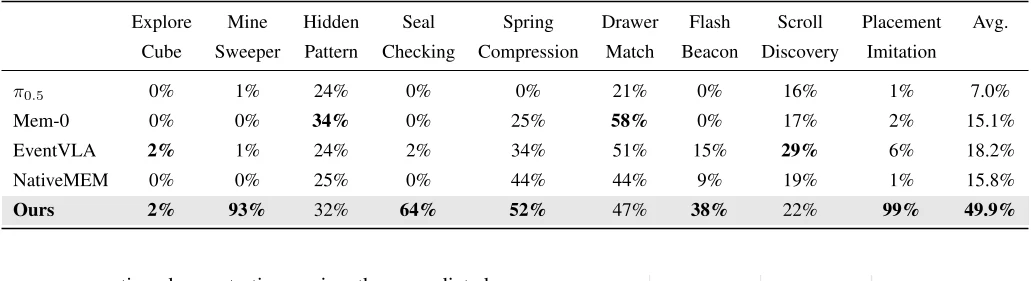 Explore Mine Hidden Seal Spring Drawer Flash Scroll Placement Avg.
Cube Sweeper Pattern Checking Compression Match Beacon Discovery Imitation
π0.5 0% 1% 24% 0% 0% 21% 0% 16% 1% 7.0%
Mem-0 0% 0% 34% 0% 25% 58% 0% 17% 2% 15.1%
EventVLA 2% 1% 24% 2% 34% 51% 15% 29% 6% 18.2%
NativeMEM 0% 0% 25% 0% 44% 44% 9% 19% 1% 15.8%
Ours 2% 93% 32% 64% 52% 47% 38% 22% 99% 49.9%